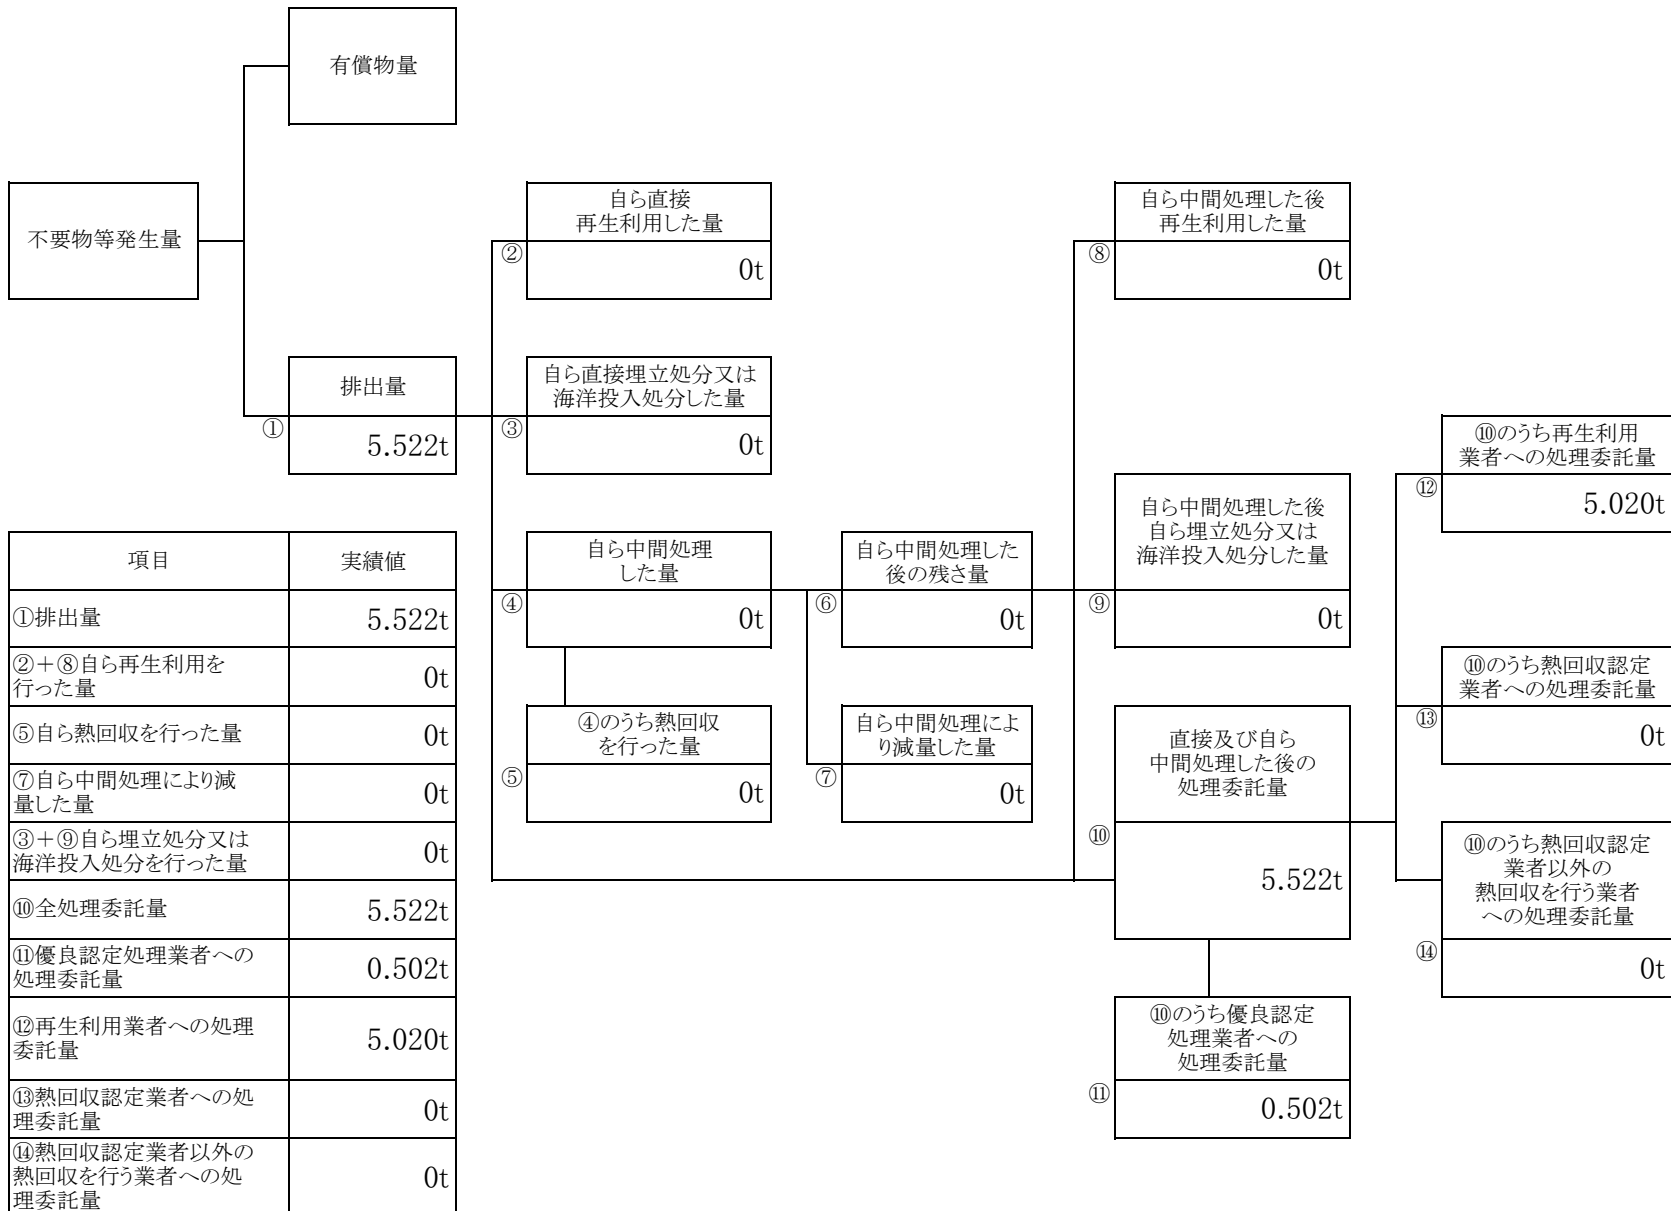 有償物量
不要物等発生量
排出量
①
5.522t
自ら直接
再生利用した量
②
0t
自ら直接埋立処分又は
海洋投入処分した量
③
0t
自ら中間処理
した量
④
0t
④のうち熱回収
を行った量
⑤
0t
自ら中間処理した
後の残さ量
⑥
0t
自ら中間処理によ
り減量した量
⑦
0t
自ら中間処理した後
再生利用した量
⑧
0t
自ら中間処理した後
自ら埋立処分又は
海洋投入処分した量
⑨
0t
直接及び自ら
中間処理した後の
処理委託量
⑩
5.522t
⑩のうち優良認定
処理業者への
処理委託量
⑪
0.502t
⑩のうち再生利用
業者への処理委託量
⑫
5.020t
⑩のうち熱回収認定
業者への処理委託量
⑬
0t
⑩のうち熱回収認定
業者以外の
熱回収を行う業者
への処理委託量
⑭
0t
項目 実績値
①排出量 5.522t
②＋⑧自ら再生利用を
行った量 0t
⑤自ら熱回収を行った量 0t
⑦自ら中間処理により減
量した量 0t
③＋⑨自ら埋立処分又は
海洋投入処分を行った量 0t
⑩全処理委託量 5.522t
⑪優良認定処理業者への
処理委託量 0.502t
⑫再生利用業者への処理
委託量 5.020t
⑬熱回収認定業者への処
理委託量 0t
⑭熱回収認定業者以外の
熱回収を行う業者への処
理委託量 0t